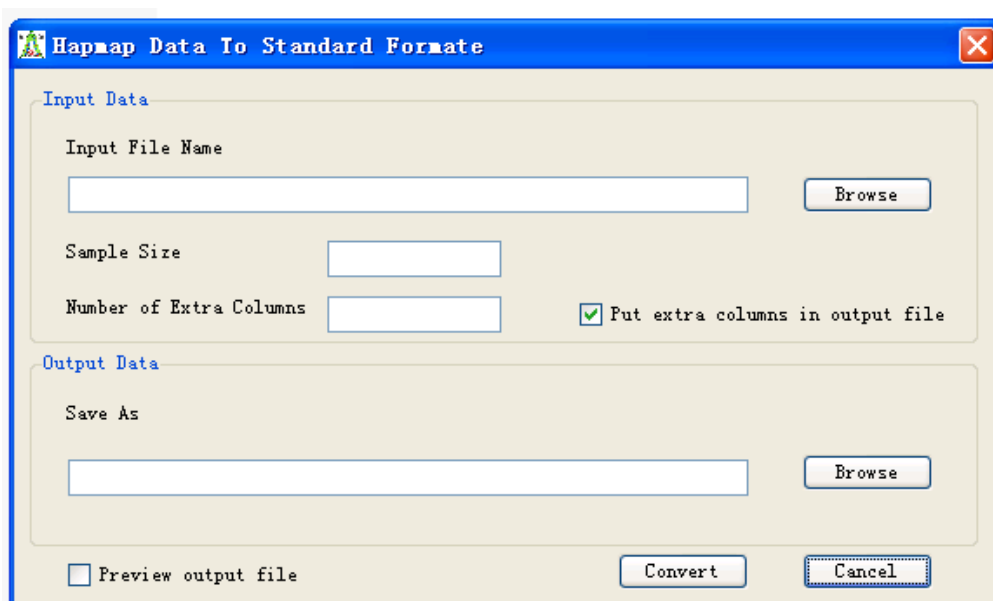 Hapmap Data To Standard Formate
Input Data
Input File Name
Browse
Sample Size
Number of Extra Columns
Put extra columns in output file
Output Data
Save As
Browse
Preview output file
Convert
Cancel